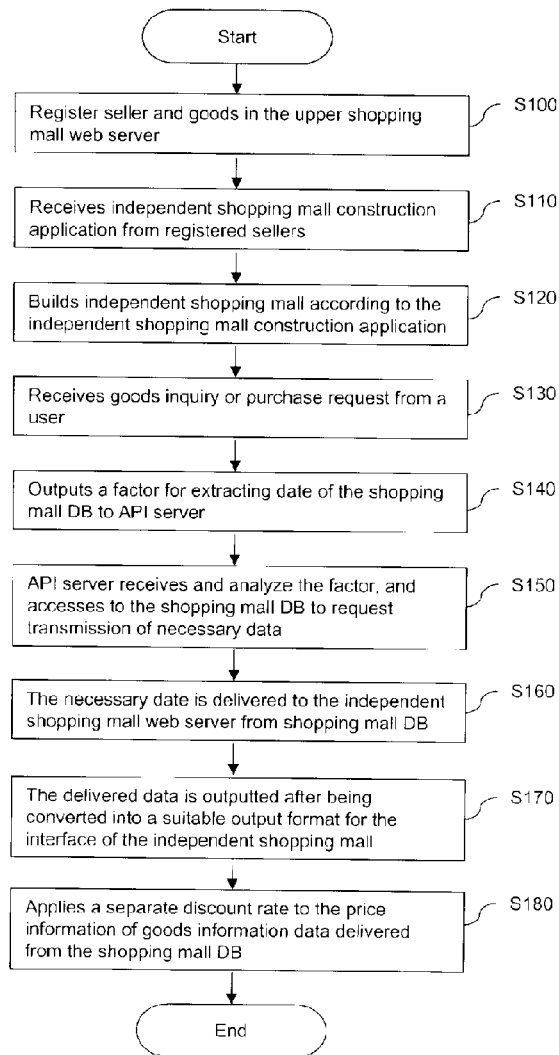 Start
Register seller and goods in the upper shopping
mall web server
S100
Receives independent shopping mall construction
application from registered sellers
S110
Builds independent shopping mall according to the
independent shopping mall construction application
S120
Receives goods inquiry or purchase request from a
user
S130
Outputs a factor for extracting date of the shopping
mall DB to API server
S140
API server receives and analyze the factor, and
accesses to the shopping mall DB to request
transmission of necessary data
S150
The necessary date is delivered to the independent
shopping mall web server from shopping mall DB
S160
The delivered data is outputted after being
converted into a suitable output format for the
interface of the independent shopping mall
S170
Applies a separate discount rate to the price
information of goods information data delivered
from the shopping mall DB
S180
End